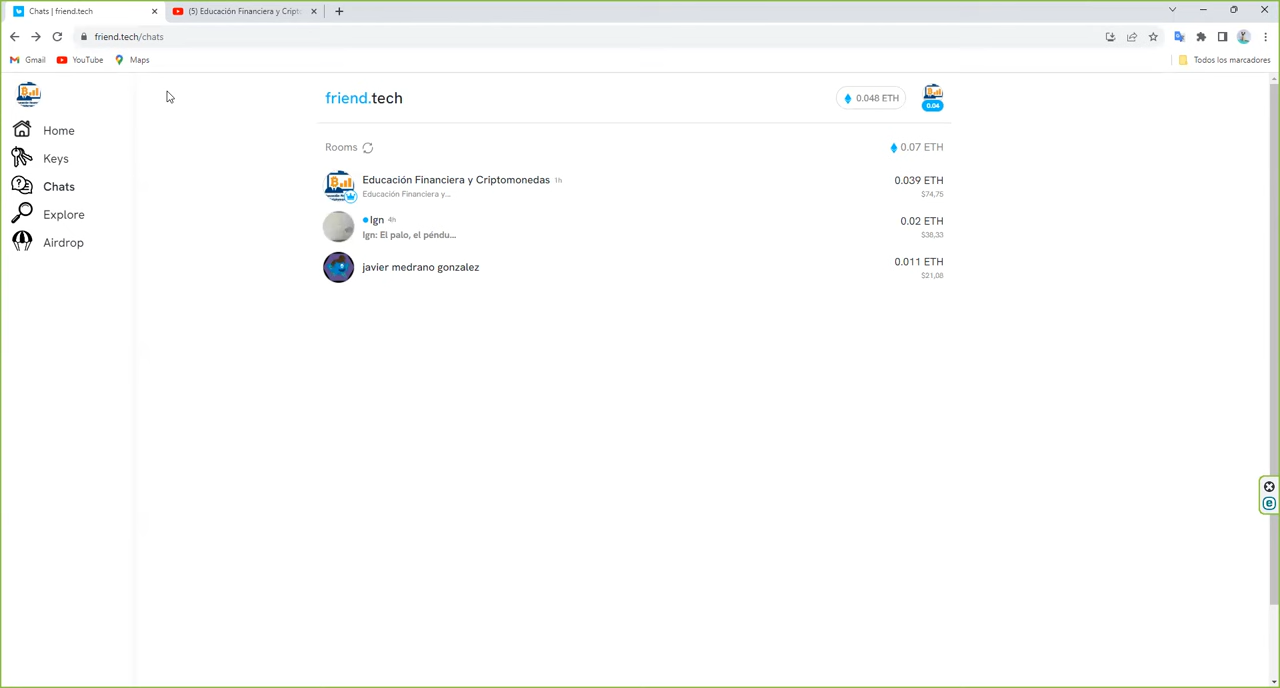 Chats | friend.tech
(5) Educación Financiera y Cripto
friend.tech/chats
Gmail
YouTube
Maps
Todos los marcadores
friend.tech
0.048 ETH
0.04
Home
Keys
Chats
Explore
Airdrop
Rooms
0.07 ETH
Educación Financiera y Criptomonedas 1h
0.039 ETH
Educación Financiera y...
$74,75
Ign 4h
0.02 ETH
Ign: El palo, el péndu...
$38,33
javier medrano gonzalez
0.011 ETH
$21,08